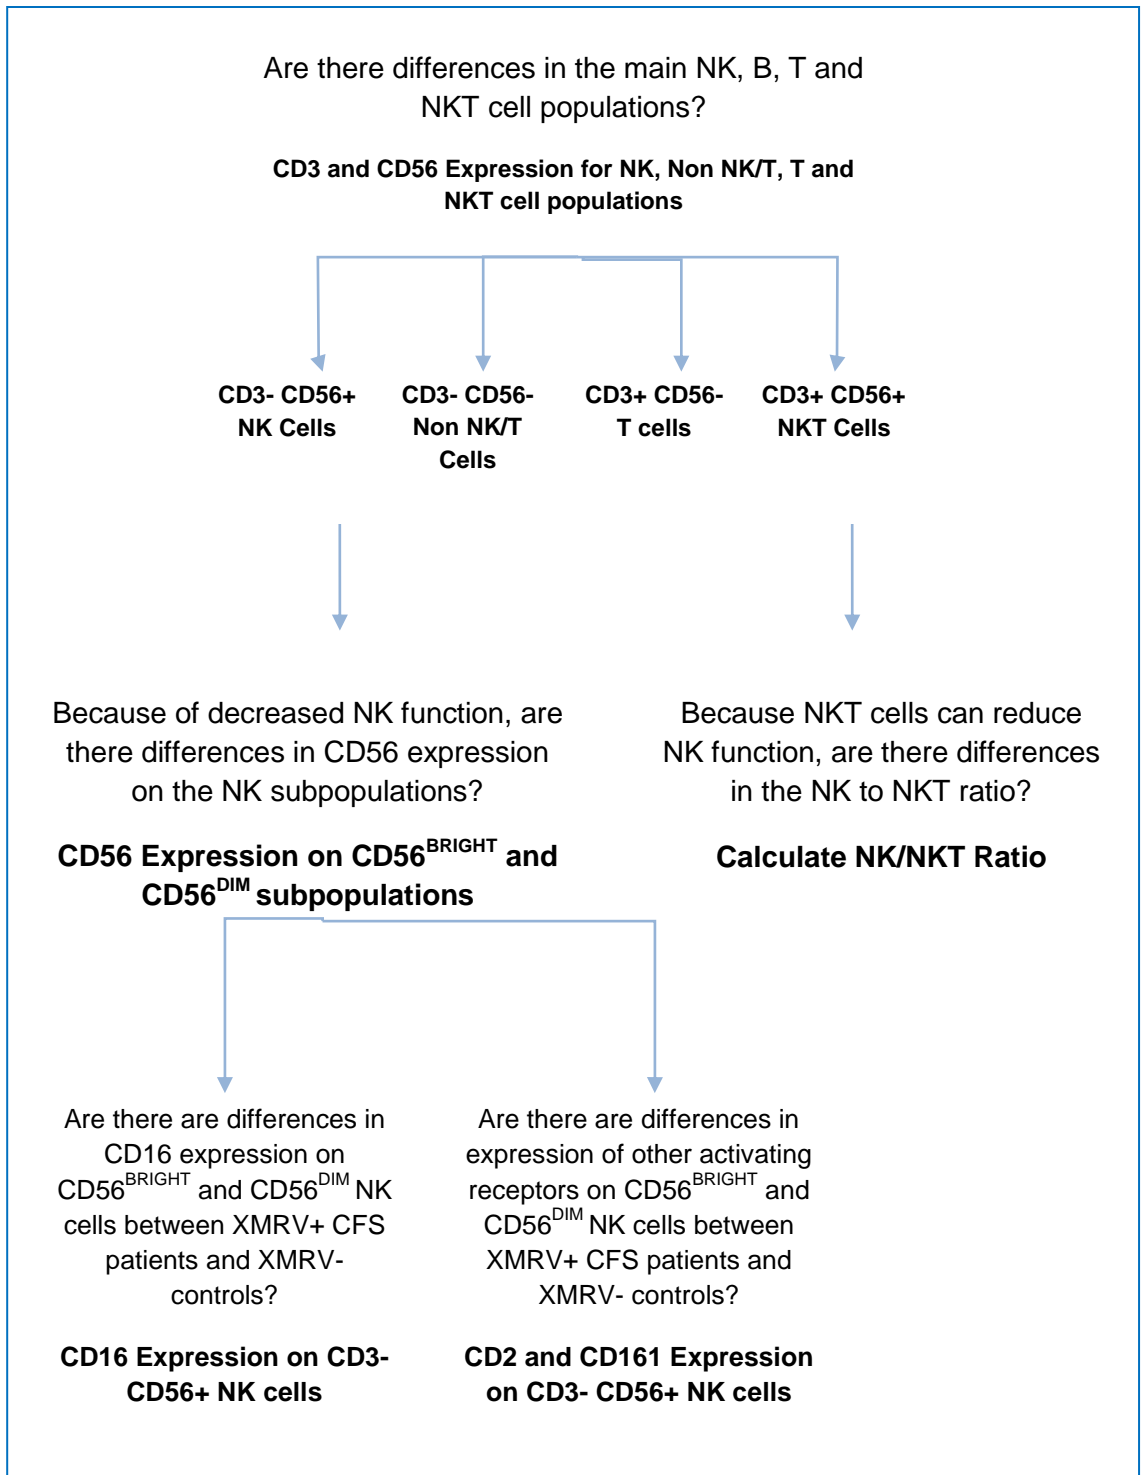 Are there differences in the main NK, B, T and
NKT cell populations?
CD3 and CD56 Expression for NK, Non NK/T, T and
NKT cell populations
CD3- CD56+
NK Cells
CD3- CD56-
Non NK/T
Cells
CD3+ CD56-
T cells
CD3+ CD56+
NKT Cells
Because of decreased NK function, are
there differences in CD56 expression
on the NK subpopulations?
CD56 Expression on CD56BRIGHT and
CD56DIM subpopulations
Because NKT cells can reduce
NK function, are there differences
in the NK to NKT ratio?
Calculate NK/NKT Ratio
Are there are differences in
CD16 expression on
CD56BRIGHT and CD56DIM NK
cells between XMRV+ CFS
patients and XMRV-
controls?
CD16 Expression on CD3-
CD56+ NK cells
Are there are differences in
expression of other activating
receptors on CD56BRIGHT and
CD56DIM NK cells between
XMRV+ CFS patients and
XMRV- controls?
CD2 and CD161 Expression
on CD3- CD56+ NK cells